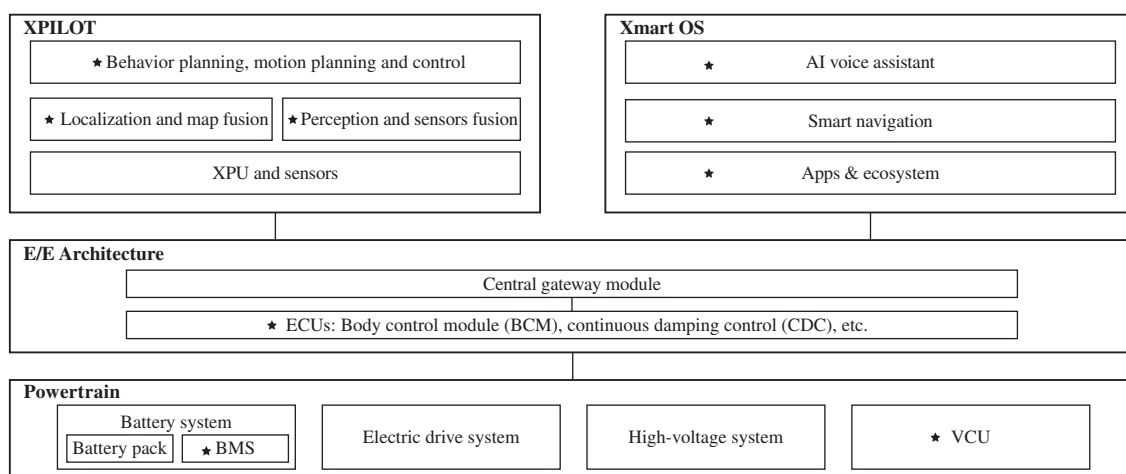 XPILOT
★ Behavior planning, motion planning and control
★ Localization and map fusion
★ Perception and sensors fusion
XPU and sensors
Xmart OS
★ AI voice assistant
★ Smart navigation
★ Apps & ecosystem
E/E Architecture
Central gateway module
★ ECUs: Body control module (BCM), continuous damping control (CDC), etc.
Powertrain
Battery system
Battery pack
★ BMS
Electric drive system
High-voltage system
★ VCU